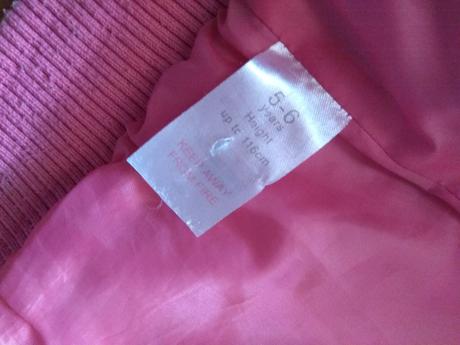 5-6
years
Height
up to 116cm
KEEP AWAY
FROM FIRE